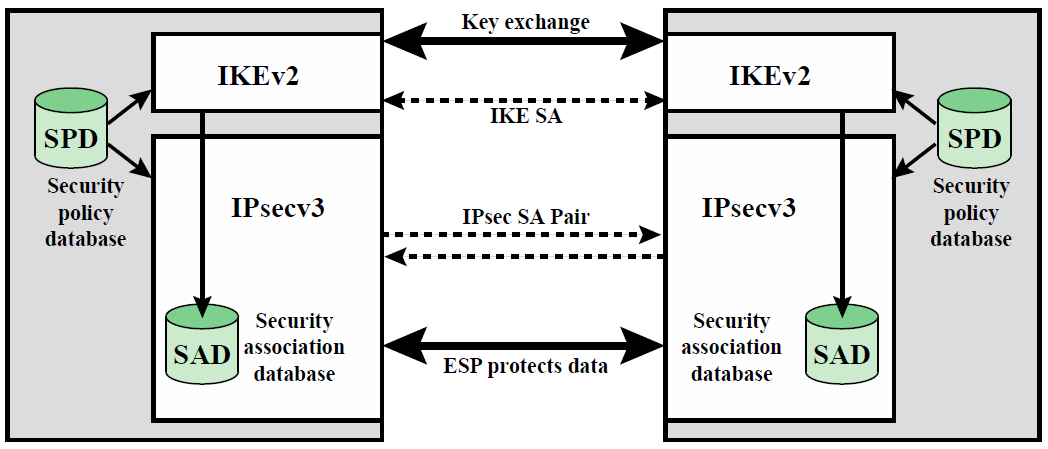 Key exchange
IKEv2
IKEv2
IKE SA
SPD
SPD
Security
policy
database
Security
policy
database
IPsecv3
IPsecv3
IPsec SA Pair
SAD
Security
association
database
Security
association
database
SAD
ESP protects data